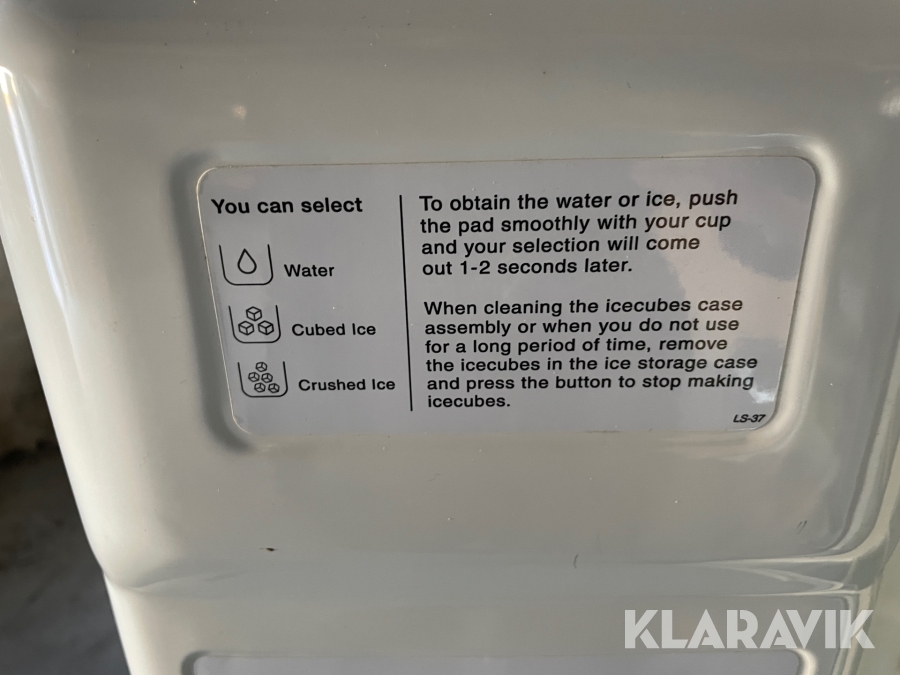 You can select
Water
Cubed Ice
Crushed Ice
To obtain the water or ice, push
the pad smoothly with your cup
and your selection will come
out 1-2 seconds later.
When cleaning the icecubes case
assembly or when you do not use
for a long period of time, remove
the icecubes in the ice storage case
and press the button to stop making
icecubes.
LS-37
KLARAVIK